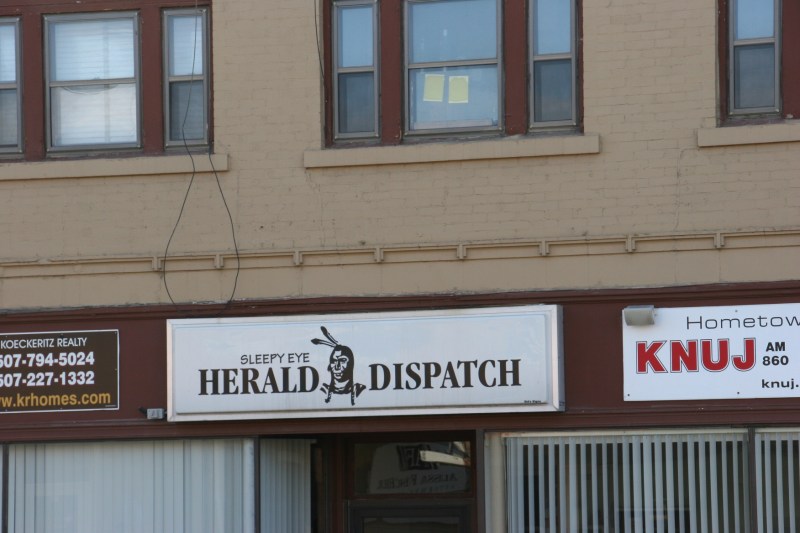 KOECKERITZ REALTY
507-794-5024
507-227-1332
www.krhomes.com
SLEEPY EYE
HERALD DISPATCH
Hometow
KNUJ AM
860
knuj.